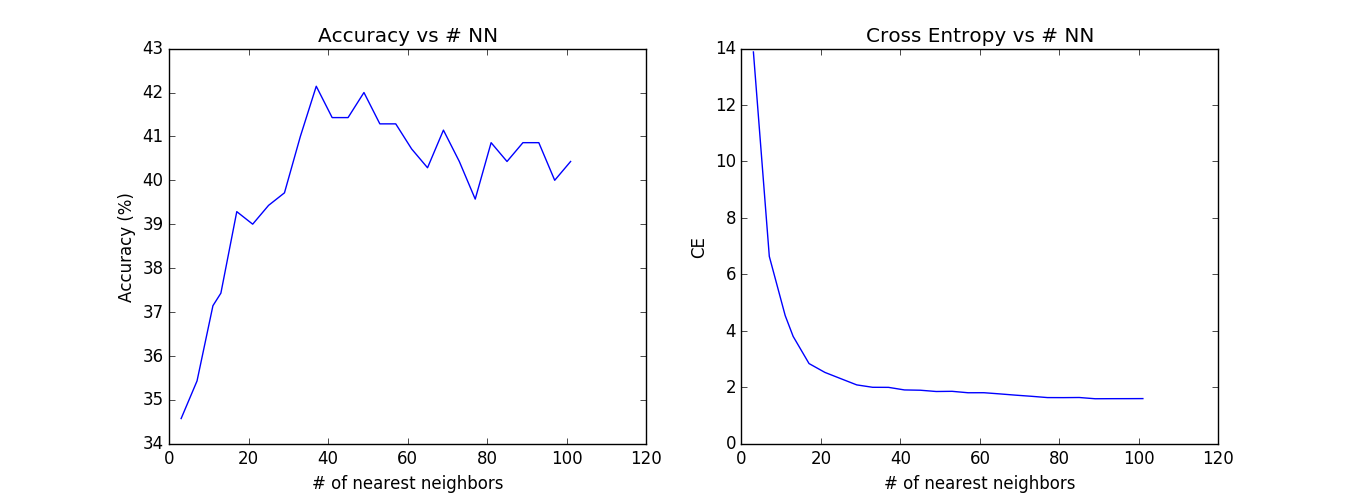 Accuracy vs # NN
43
42
41
40
39
38
37
36
35
34
Accuracy (%)
0 20 40 60 80 100 120
# of nearest neighbors
Cross Entropy vs # NN
14
12
10
8
6
4
2
0
CE
0 20 40 60 80 100 120
# of nearest neighbors